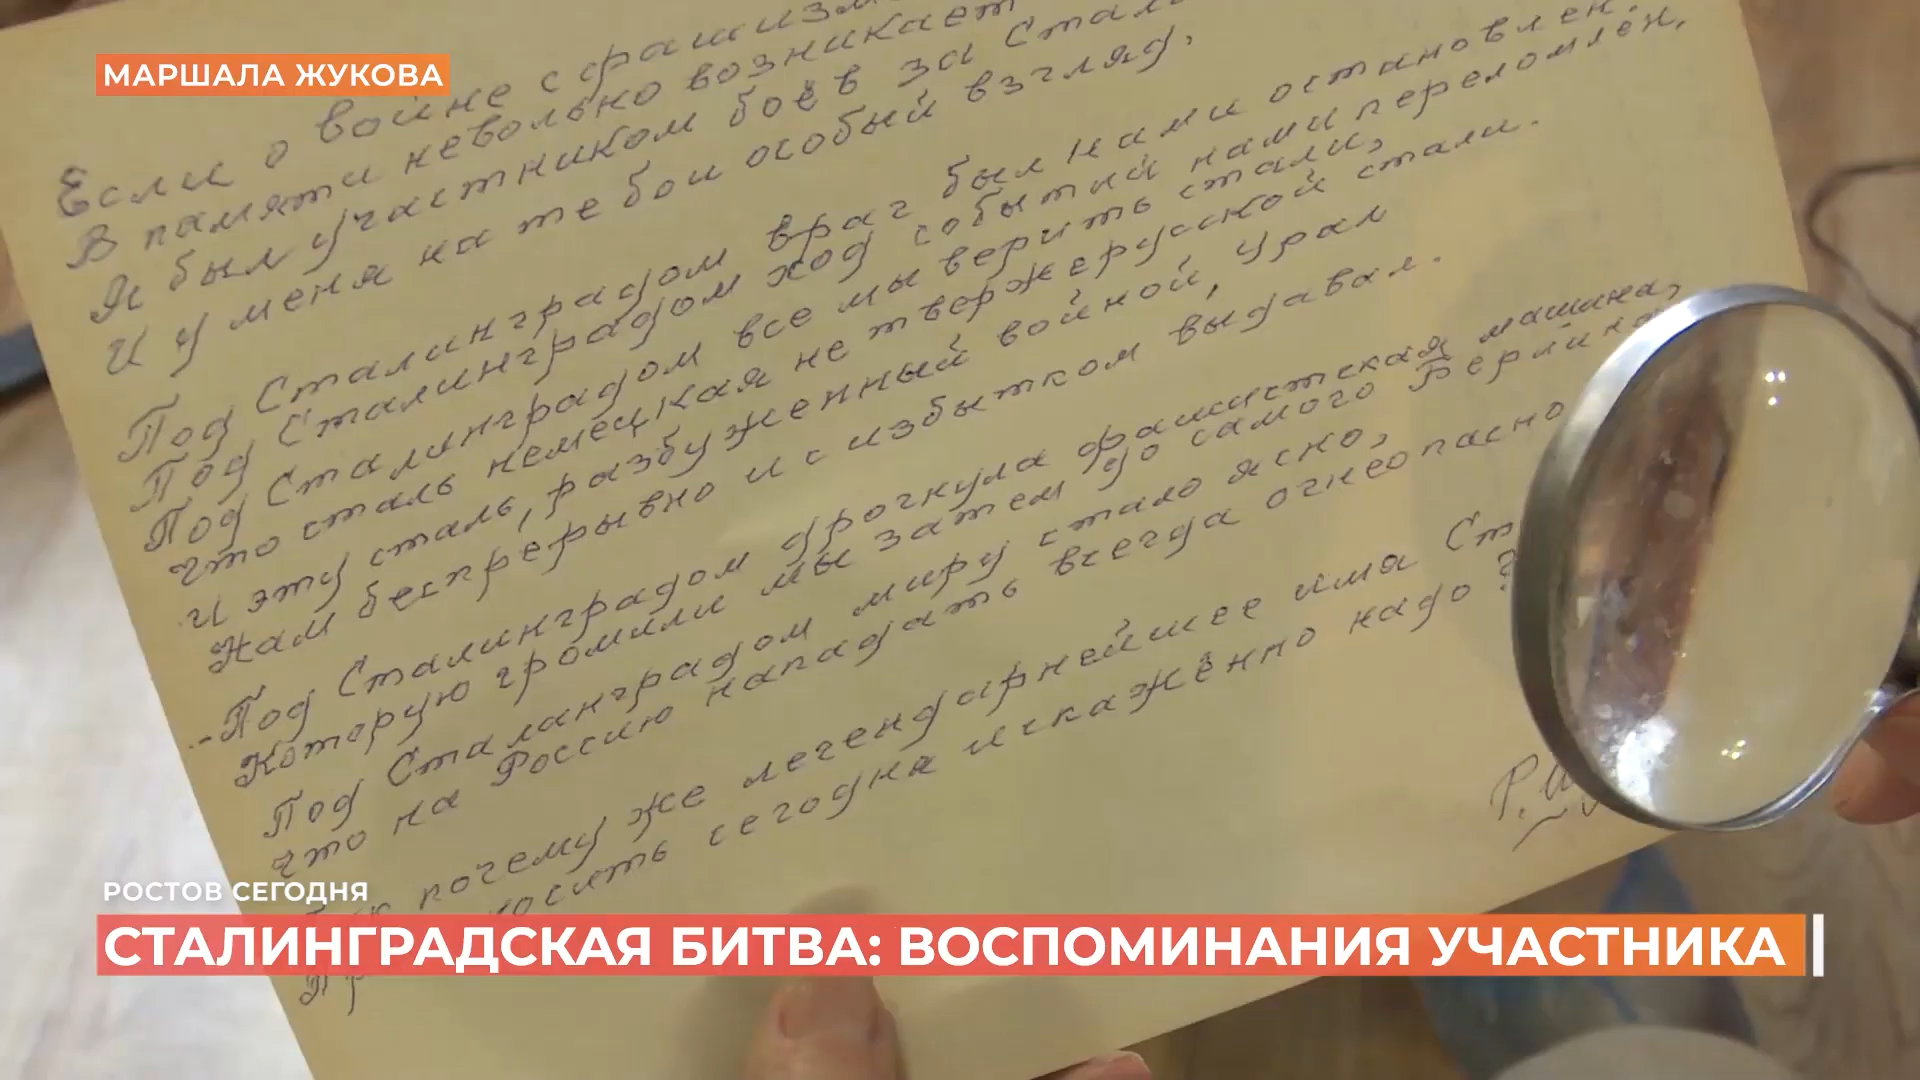 МАРШАЛА ЖУКОВА
Если о войне с фашизм
В памяти невольно возникает
Я был участником боёв за Стал
И у меня на те бои особый взгляд.
Под Сталинградом враг был нами остановлен.
Под Сталинградом ход событий нами переломлен,
Под Сталинградом все мы верить стали,
Что сталь немецкая не тверже русской стали.
И эту сталь, разбуженный войной, Урал
Нам беспрерывно и с избытком выдавал.
Под Сталинградом дрогнула фашистская машина,
Которую громили мы затем до самого Берлина
Под Сталинградом миру стало ясно,
Что на Россию нападать всегда огнеопасно
почему же легендарнейшее имя Ст
носить сегодня искажённо надо?
Р.
РОСТОВ СЕГОДНЯ
СТАЛИНГРАДСКАЯ БИТВА: ВОСПОМИНАНИЯ УЧАСТНИКА